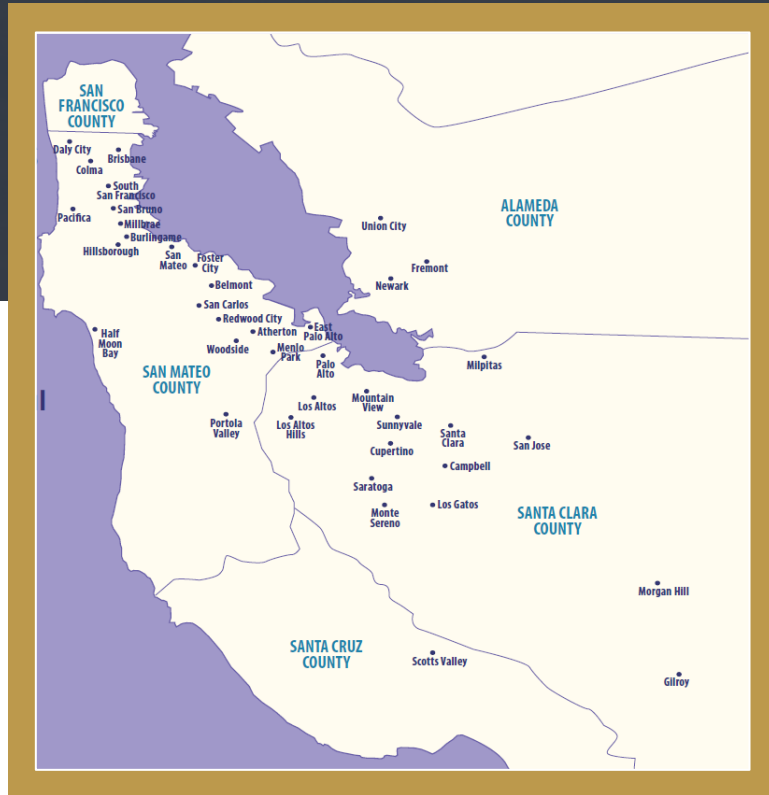 SAN
FRANCISCO
COUNTY
Daly City
Brisbane
Colma
South
San Francisco
Pacifica
San Bruno
Millbrae
Burlingame
Hillsborough
San
Mateo
Foster
City
Belmont
San Carlos
Redwood City
Atherton
East
Palo Alto
Half
Moon
Bay
Woodside
Menlo
Park
Palo
Alto
SAN MATEO
COUNTY
Portola
Valley
Union City
ALAMEDA
COUNTY
Fremont
Newark
Milpitas
Los Altos
Mountain
View
Los Altos
Hills
Sunnyvale
Santa
Clara
San Jose
Cupertino
Campbell
Saratoga
Monte
Sereno
Los Gatos
SANTA CLARA
COUNTY
Morgan Hill
SANTA CRUZ
COUNTY
Scotts Valley
Gilroy